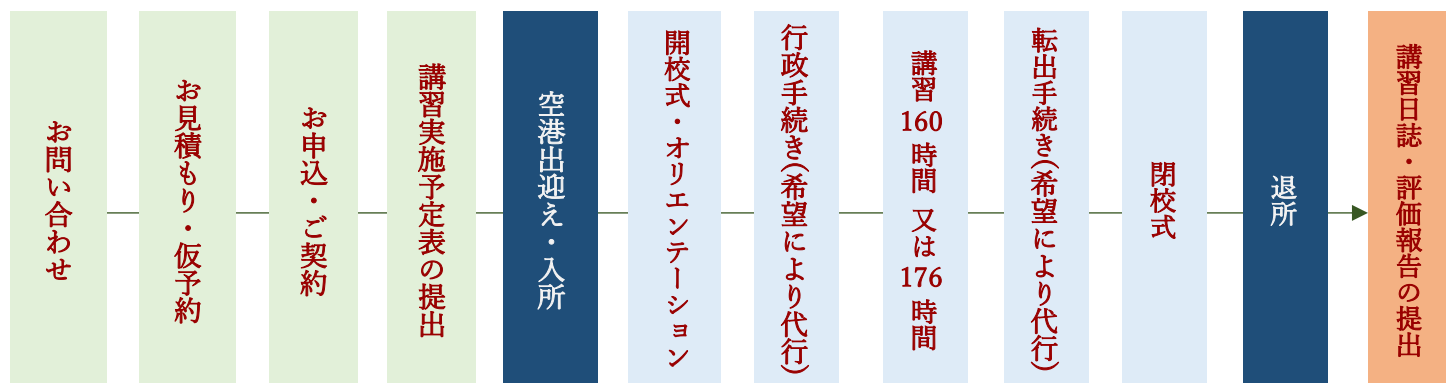 お問い合わせ
お見積もり・仮予約
お申込・ご契約
講習実施予定表の提出
空港出迎え・入所
開校式・オリエンテーション
行政手続き(希望により代行)
講習160時間 又は176時間
転出手続き(希望により代行)
閉校式
退所
講習日誌・評価報告の提出